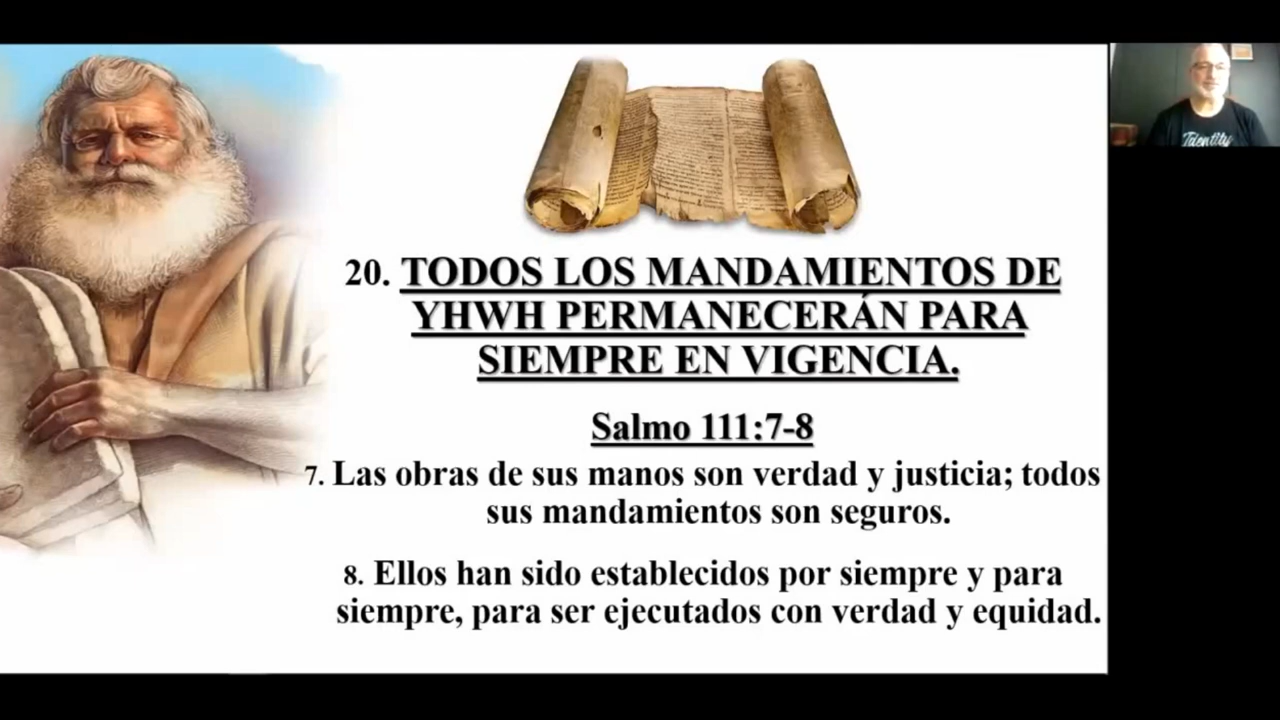 20. TODOS LOS MANDAMIENTOS DE
YHWH PERMANECERÁN PARA
SIEMPRE EN VIGENCIA.
Salmo 111:7-8
7. Las obras de sus manos son verdad y justicia; todos
sus mandamientos son seguros.
8. Ellos han sido establecidos por siempre y para
siempre, para ser ejecutados con verdad y equidad.
Identity